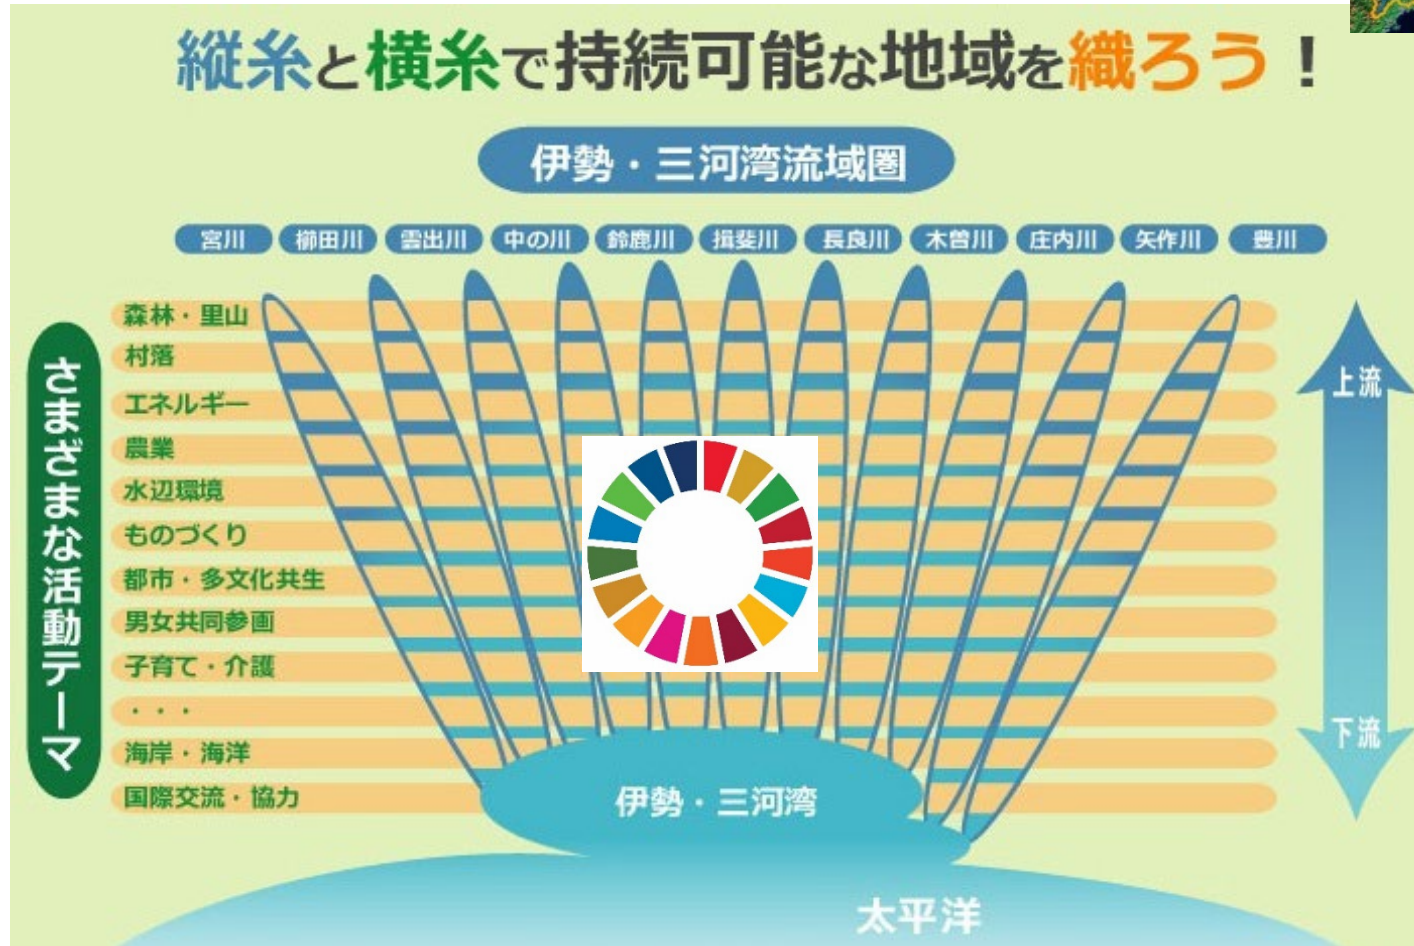 縦糸と横糸で持続可能な地域を織ろう！
伊勢・三河湾流域圏
宮川
櫛田川
雲出川
中の川
鈴鹿川
揖斐川
長良川
木曽川
庄内川
矢作川
豊川
さまざまな活動テーマ
森林・里山
村落
エネルギー
農業
水辺環境
ものづくり
都市・多文化共生
男女共同参画
子育て・介護
・・・
海岸・海洋
国際交流・協力
上流
下流
伊勢・三河湾
太平洋